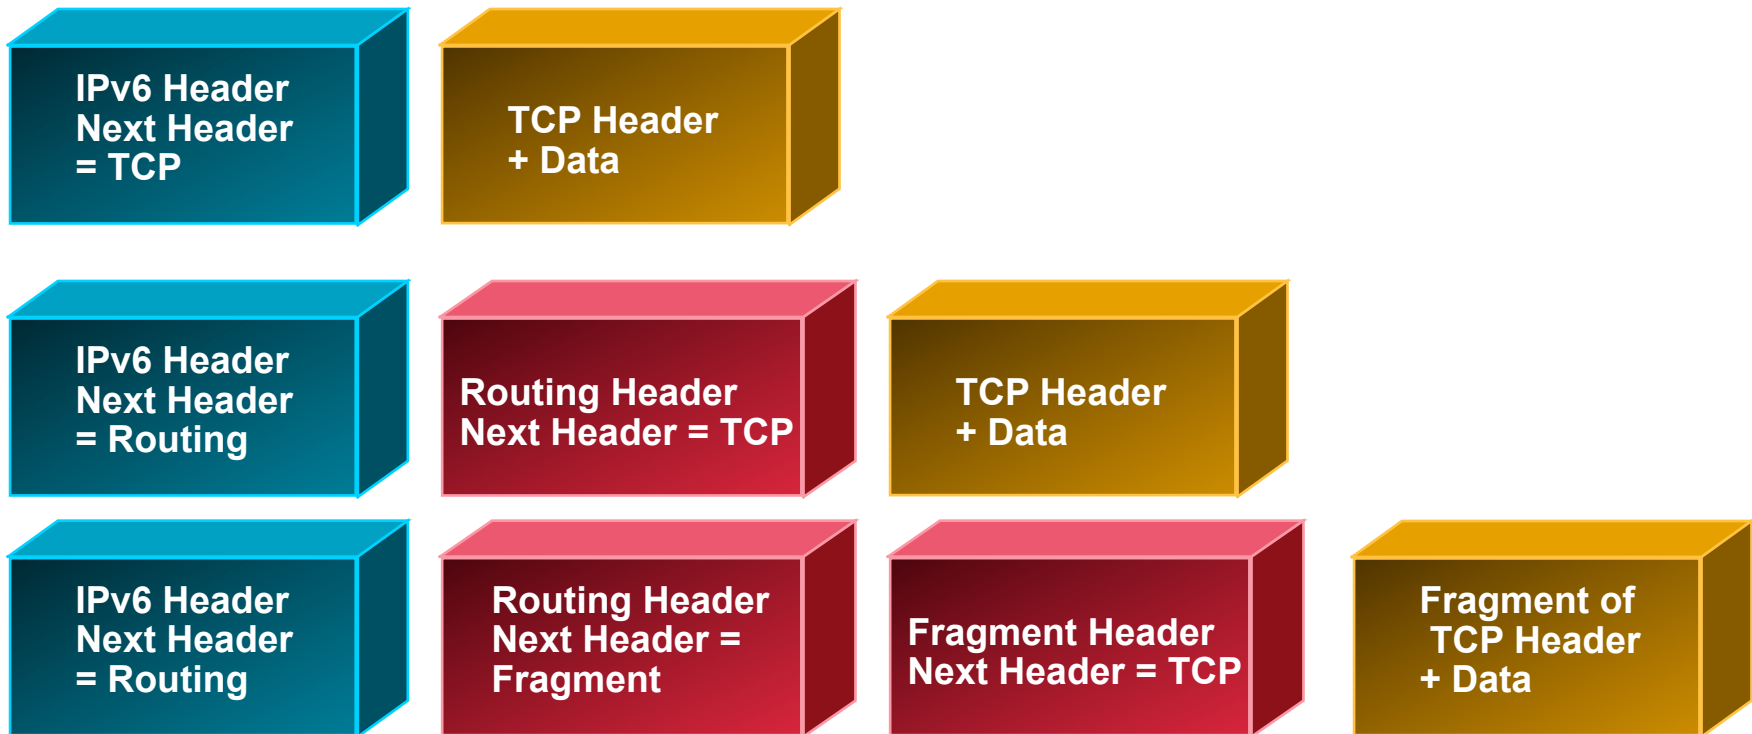 IPv6 Header
Next Header
= TCP
TCP Header
+ Data
IPv6 Header
Next Header
= Routing
Routing Header
Next Header = TCP
TCP Header
+ Data
IPv6 Header
Next Header
= Routing
Routing Header
Next Header =
Fragment
Fragment Header
Next Header = TCP
Fragment of
TCP Header
+ Data